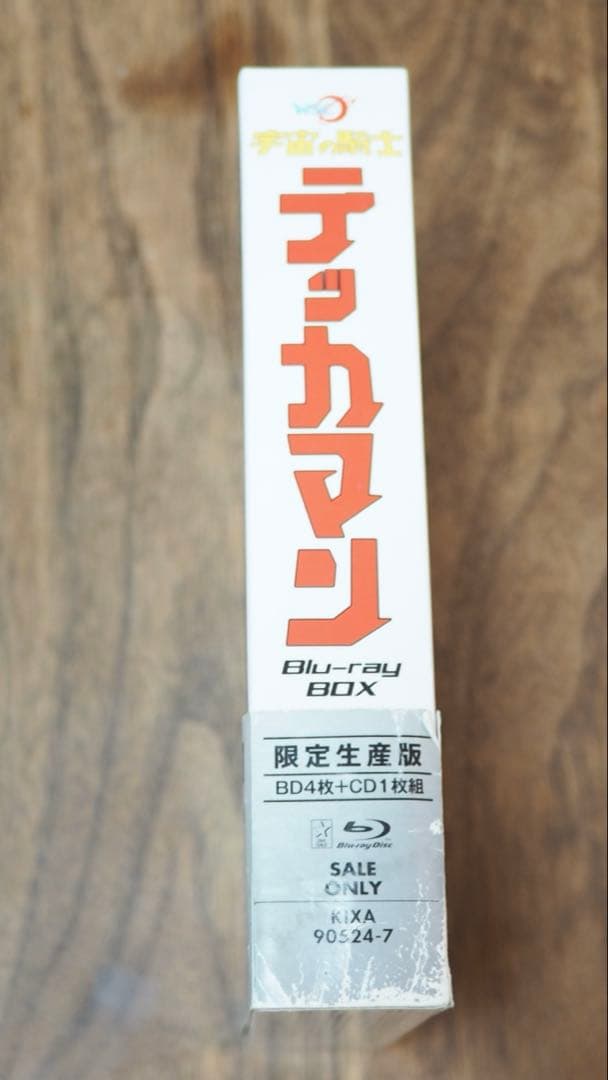 宇宙の騎士
テッカマン
Blu-ray
BOX
限定生産版
BD4枚+CD1枚組
Blu-ray Disc
SALE
ONLY
KIXA
90524-7